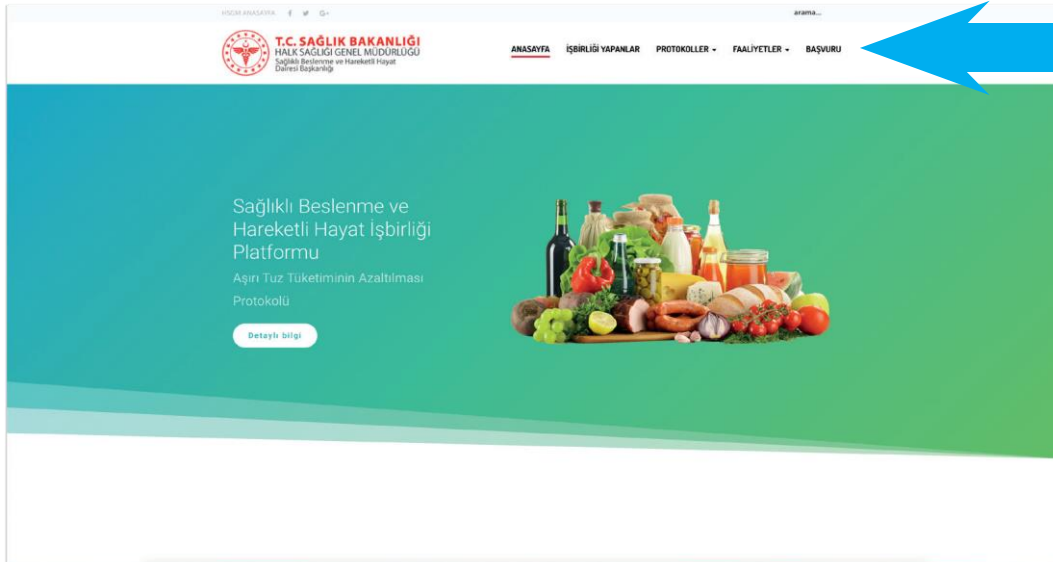 HSGM ANASAYFA
arama...
T.C. SAĞLIK BAKANLIĞI
HALK SAĞLIĞI GENEL MÜDÜRLÜĞÜ
Sağlıklı Beslenme ve Hareketli Hayat
Dairesi Başkanlığı
ANASAYFA İŞBİRLİĞİ YAPANLAR PROTOKOLLER FAALİYETLER BAŞVURU
Sağlıklı Beslenme ve
Hareketli Hayat İşbirliği
Platformu
Aşırı Tuz Tüketiminin Azaltılması
Protokolü
Detaylı bilgi